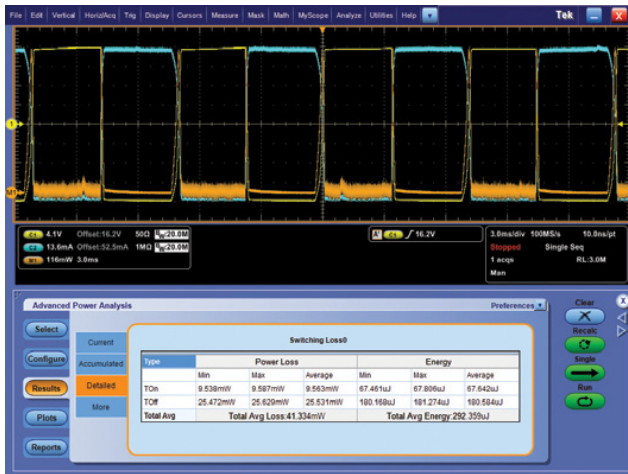 File Edit Vertical Horiz/Acq Trig Display Cursors Measure Mask Math MyScope Analyze Utilities Help Tek X
1
M1
C1 4.1V Offset:16.2V 50Ω BW:20.0M
C2 13.6mA Offset:52.5mA 1MΩ BW:20.0M
M1 116mW 3.0ms
A' C1 16.2V
3.0ms/div 100MS/s 10.0ns/pt
Stopped Single Seq
1 acqs RL:3.0M
Man
Advanced Power Analysis
Preferences
X
Select
Configure
Results
Plots
Reports
Current
Accumulated
Detailed
More
Switching Loss0
Type Power Loss Energy
Min Max Average Min Max Average
TOn 9.538mW 9.587mW 9.563mW 67.461uJ 67.806uJ 67.642uJ
TOff 25.472mW 25.629mW 25.531mW 180.168uJ 181.274uJ 180.584uJ
Total Avg Total Avg Loss:41.334mW Total Avg Energy:292.359uJ
Clear
Recalc
Single
Run